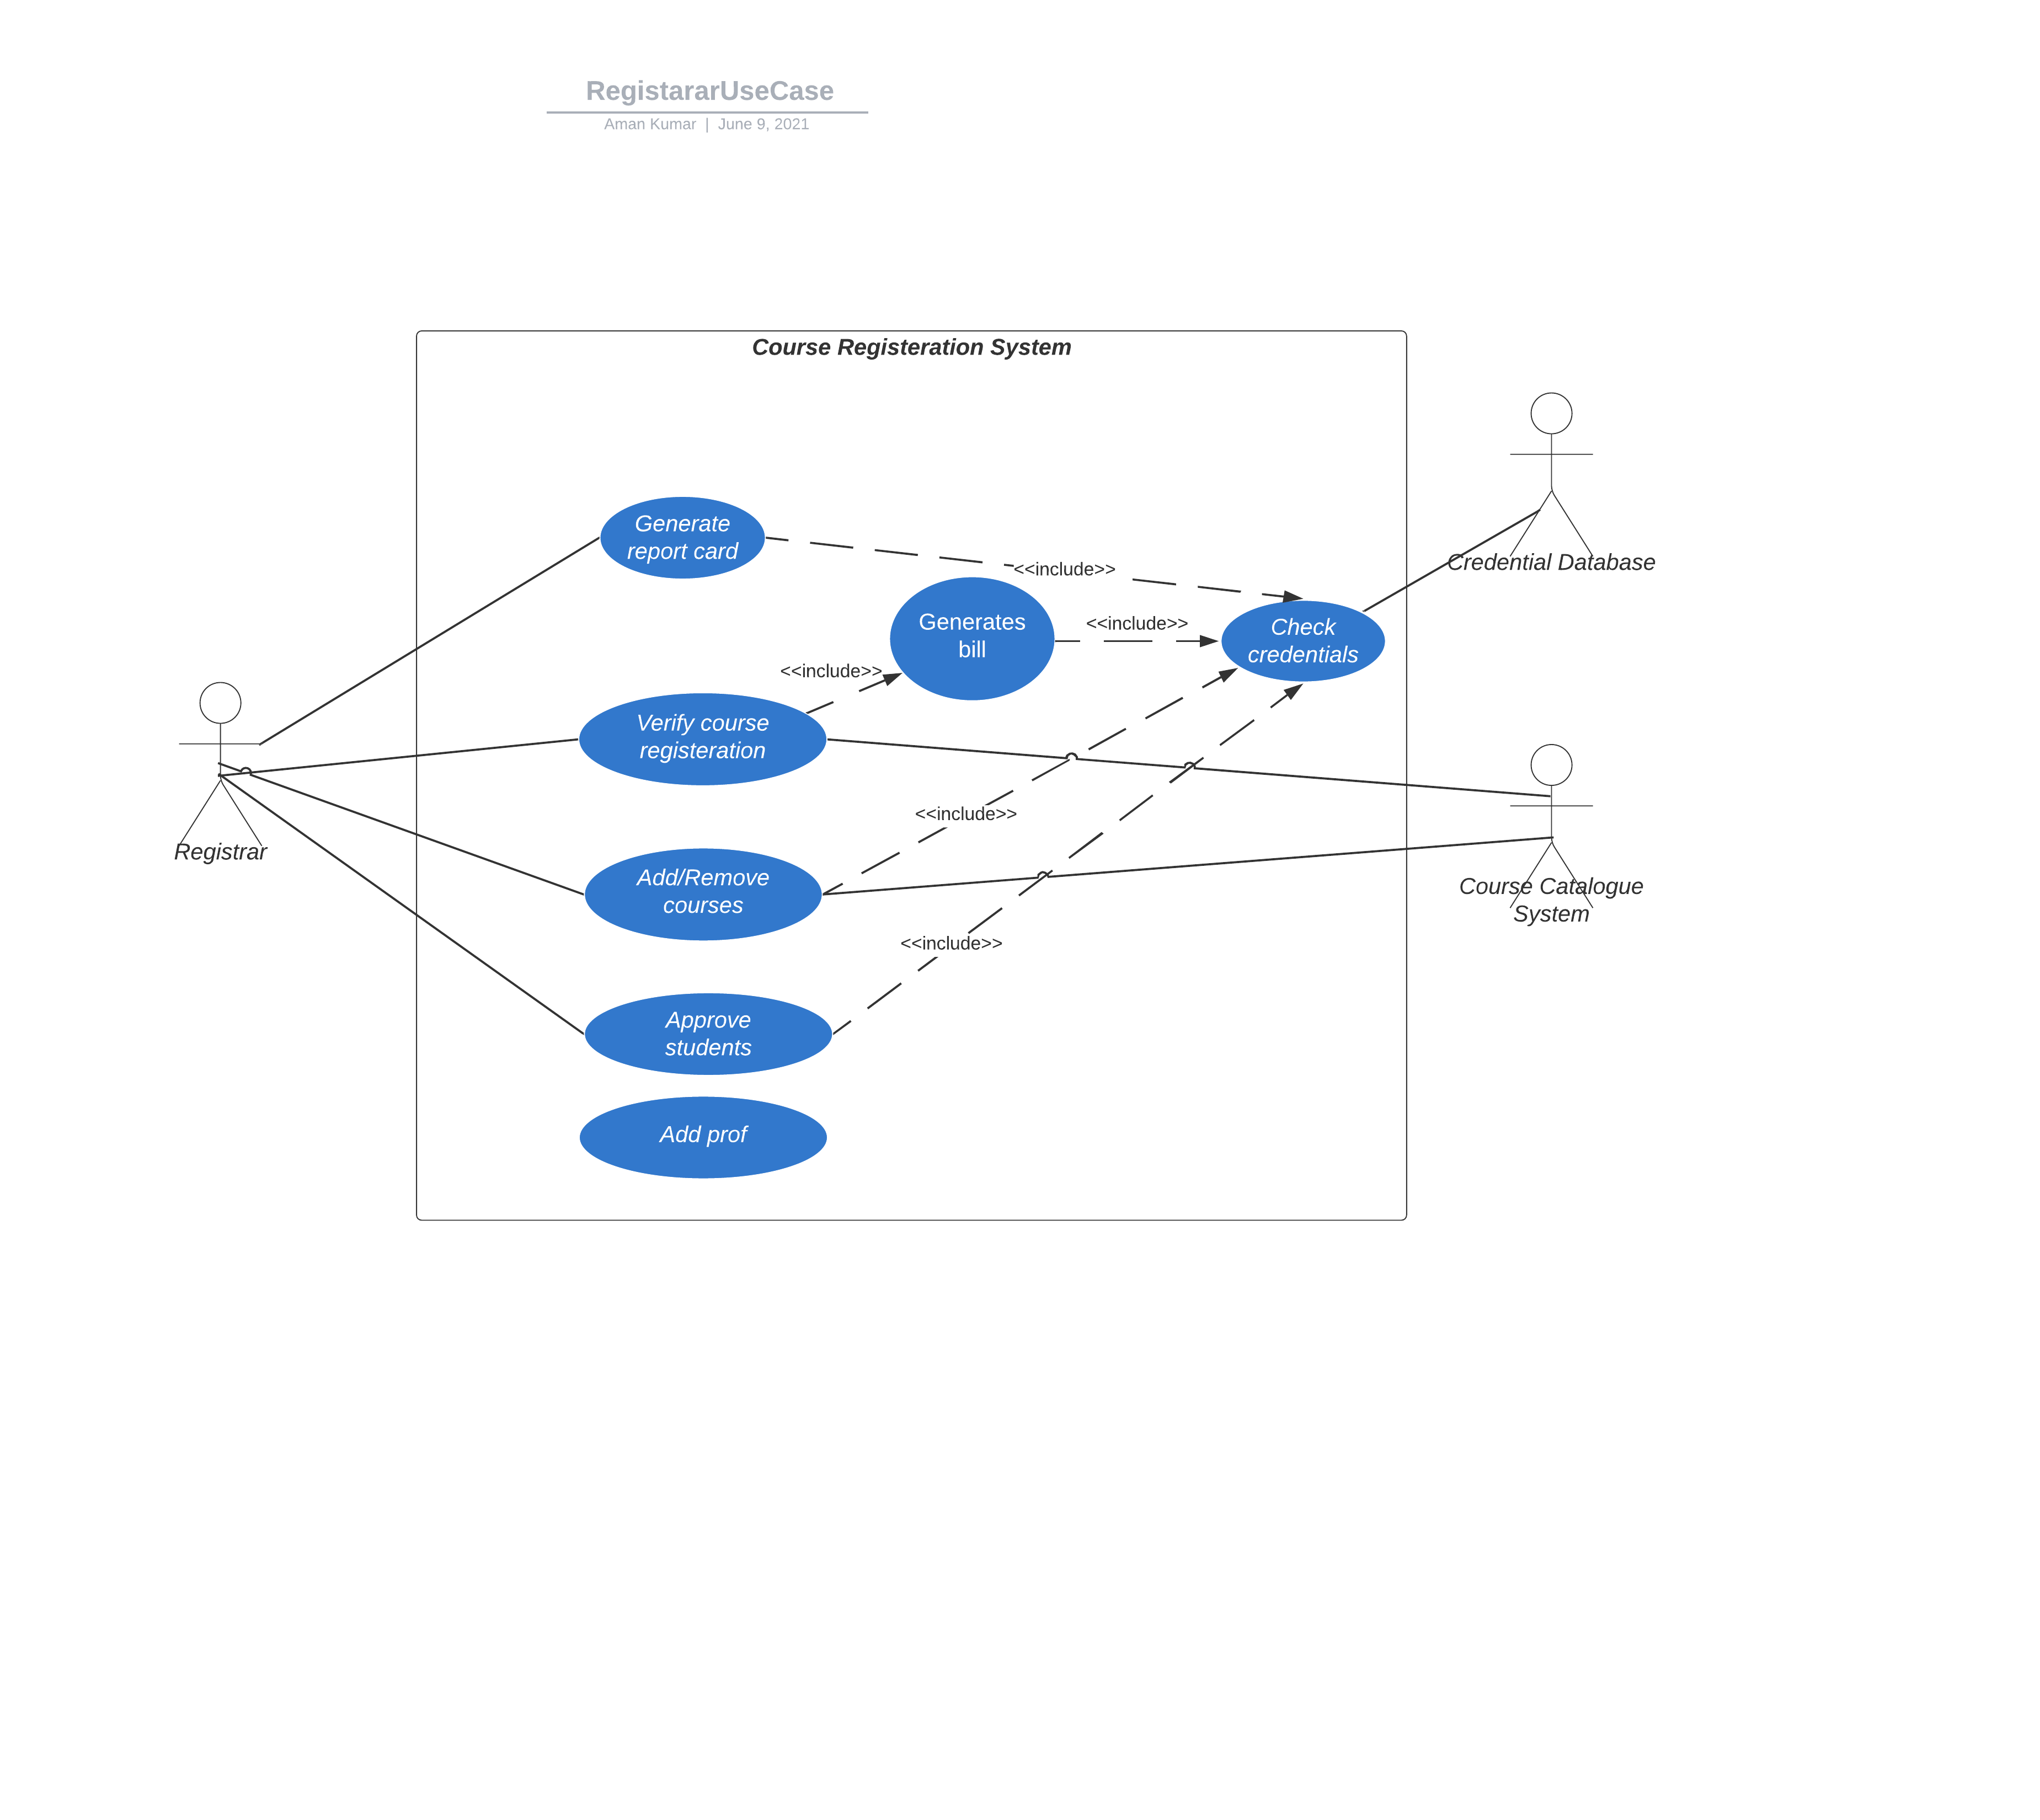 RegistararUseCase
Aman Kumar | June 9, 2021
Course Registeration System
Generate
report card
<<include>>
Credential Database
Generates
bill
<<include>>
Check
credentials
<<include>>
Verify course
registeration
<<include>>
Registrar
Add/Remove
courses
Course Catalogue
System
<<include>>
Approve
students
Add prof